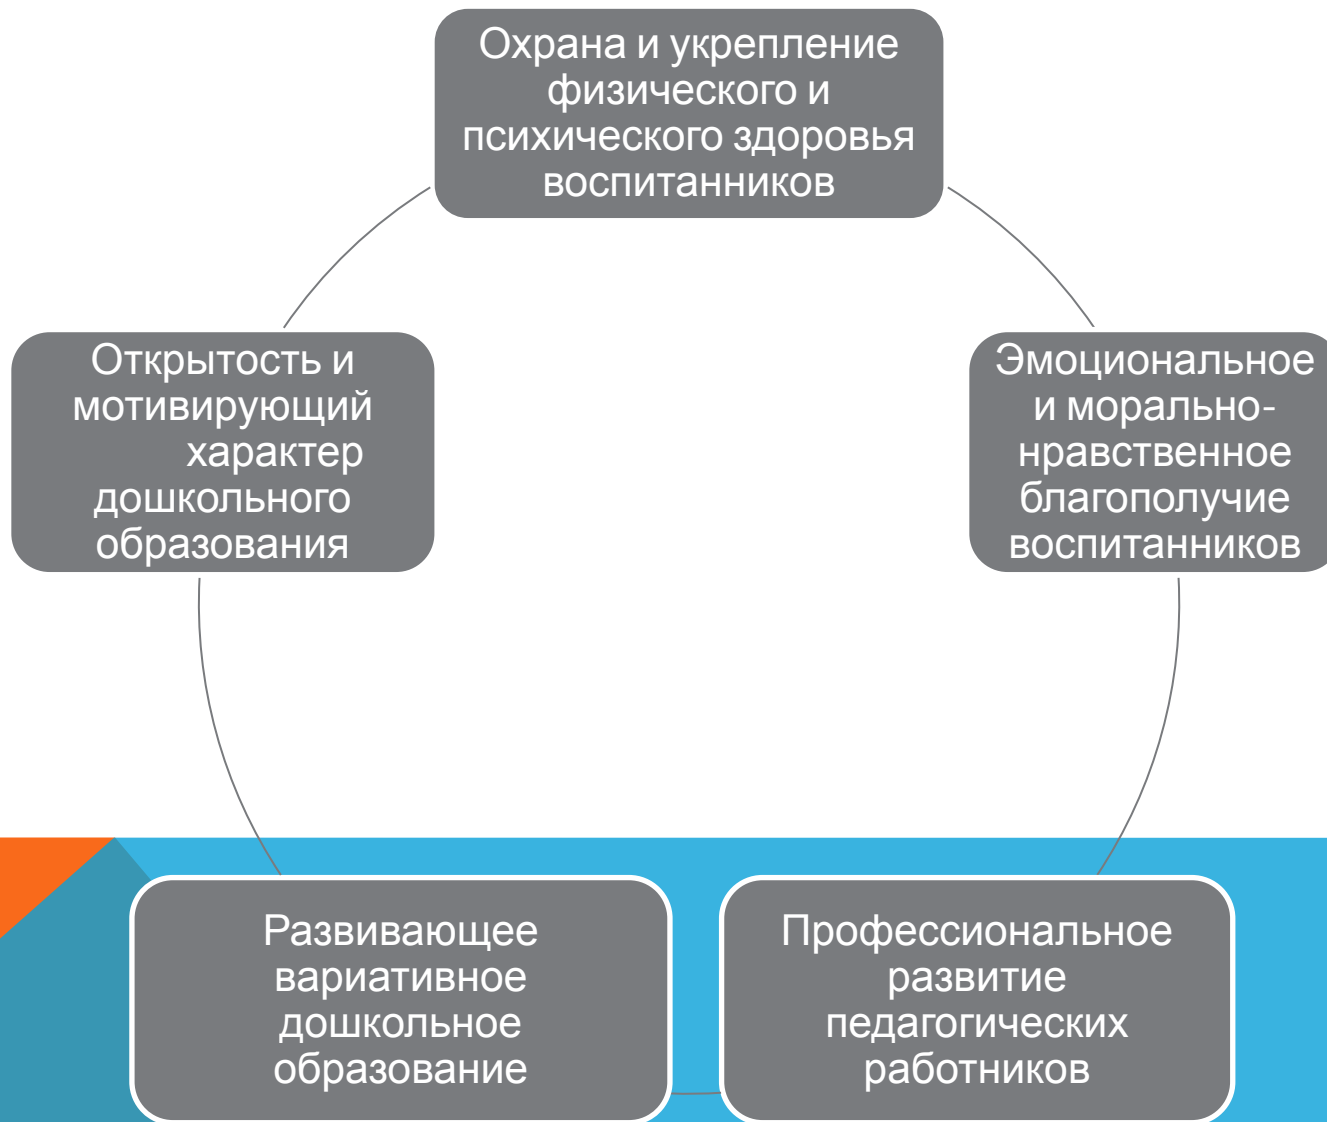 Охрана и укрепление
физического и
психического здоровья
воспитанников
Открытость и
мотивирующий
характер
дошкольного
образования
Эмоциональное
и морально-
нравственное
благополучие
воспитанников
Развивающее
вариативное
дошкольное
образование
Профессиональное
развитие
педагогических
работников